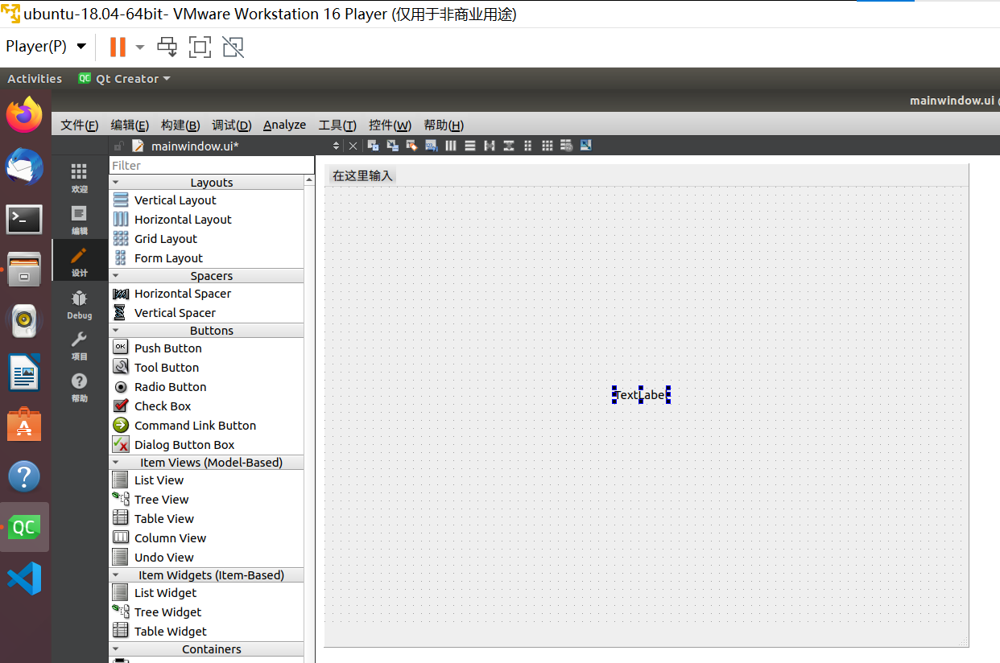 ubuntu-18.04-64bit- VMware Workstation 16 Player (仅用于非商业用途)
Player(P)
Activities QC Qt Creator
mainwindow.ui
文件(F) 编辑(E) 构建(B) 调试(D) Analyze 工具(T) 控件(W) 帮助(H)
mainwindow.ui*
Filter
在这里输入
Layouts
Vertical Layout
Horizontal Layout
Grid Layout
Form Layout
Spacers
Horizontal Spacer
Vertical Spacer
Buttons
OK Push Button
Tool Button
Radio Button
Check Box
Command Link Button
Dialog Button Box
Item Views (Model-Based)
List View
Tree View
Table View
Column View
Undo View
Item Widgets (Item-Based)
List Widget
Tree Widget
Table Widget
Containers
欢迎
编辑
设计
Debug
项目
帮助
TextLabel
QC